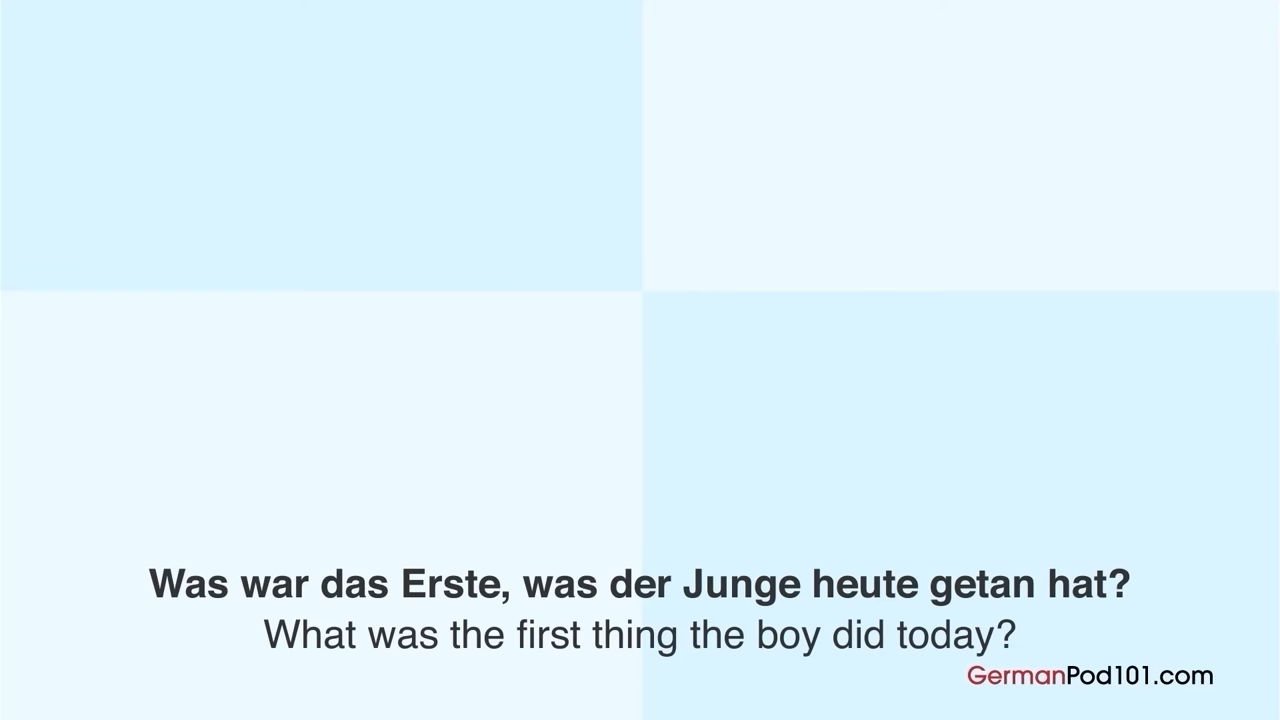 Was war das Erste, was der Junge heute getan hat?
What was the first thing the boy did today?
GermanPod101.com